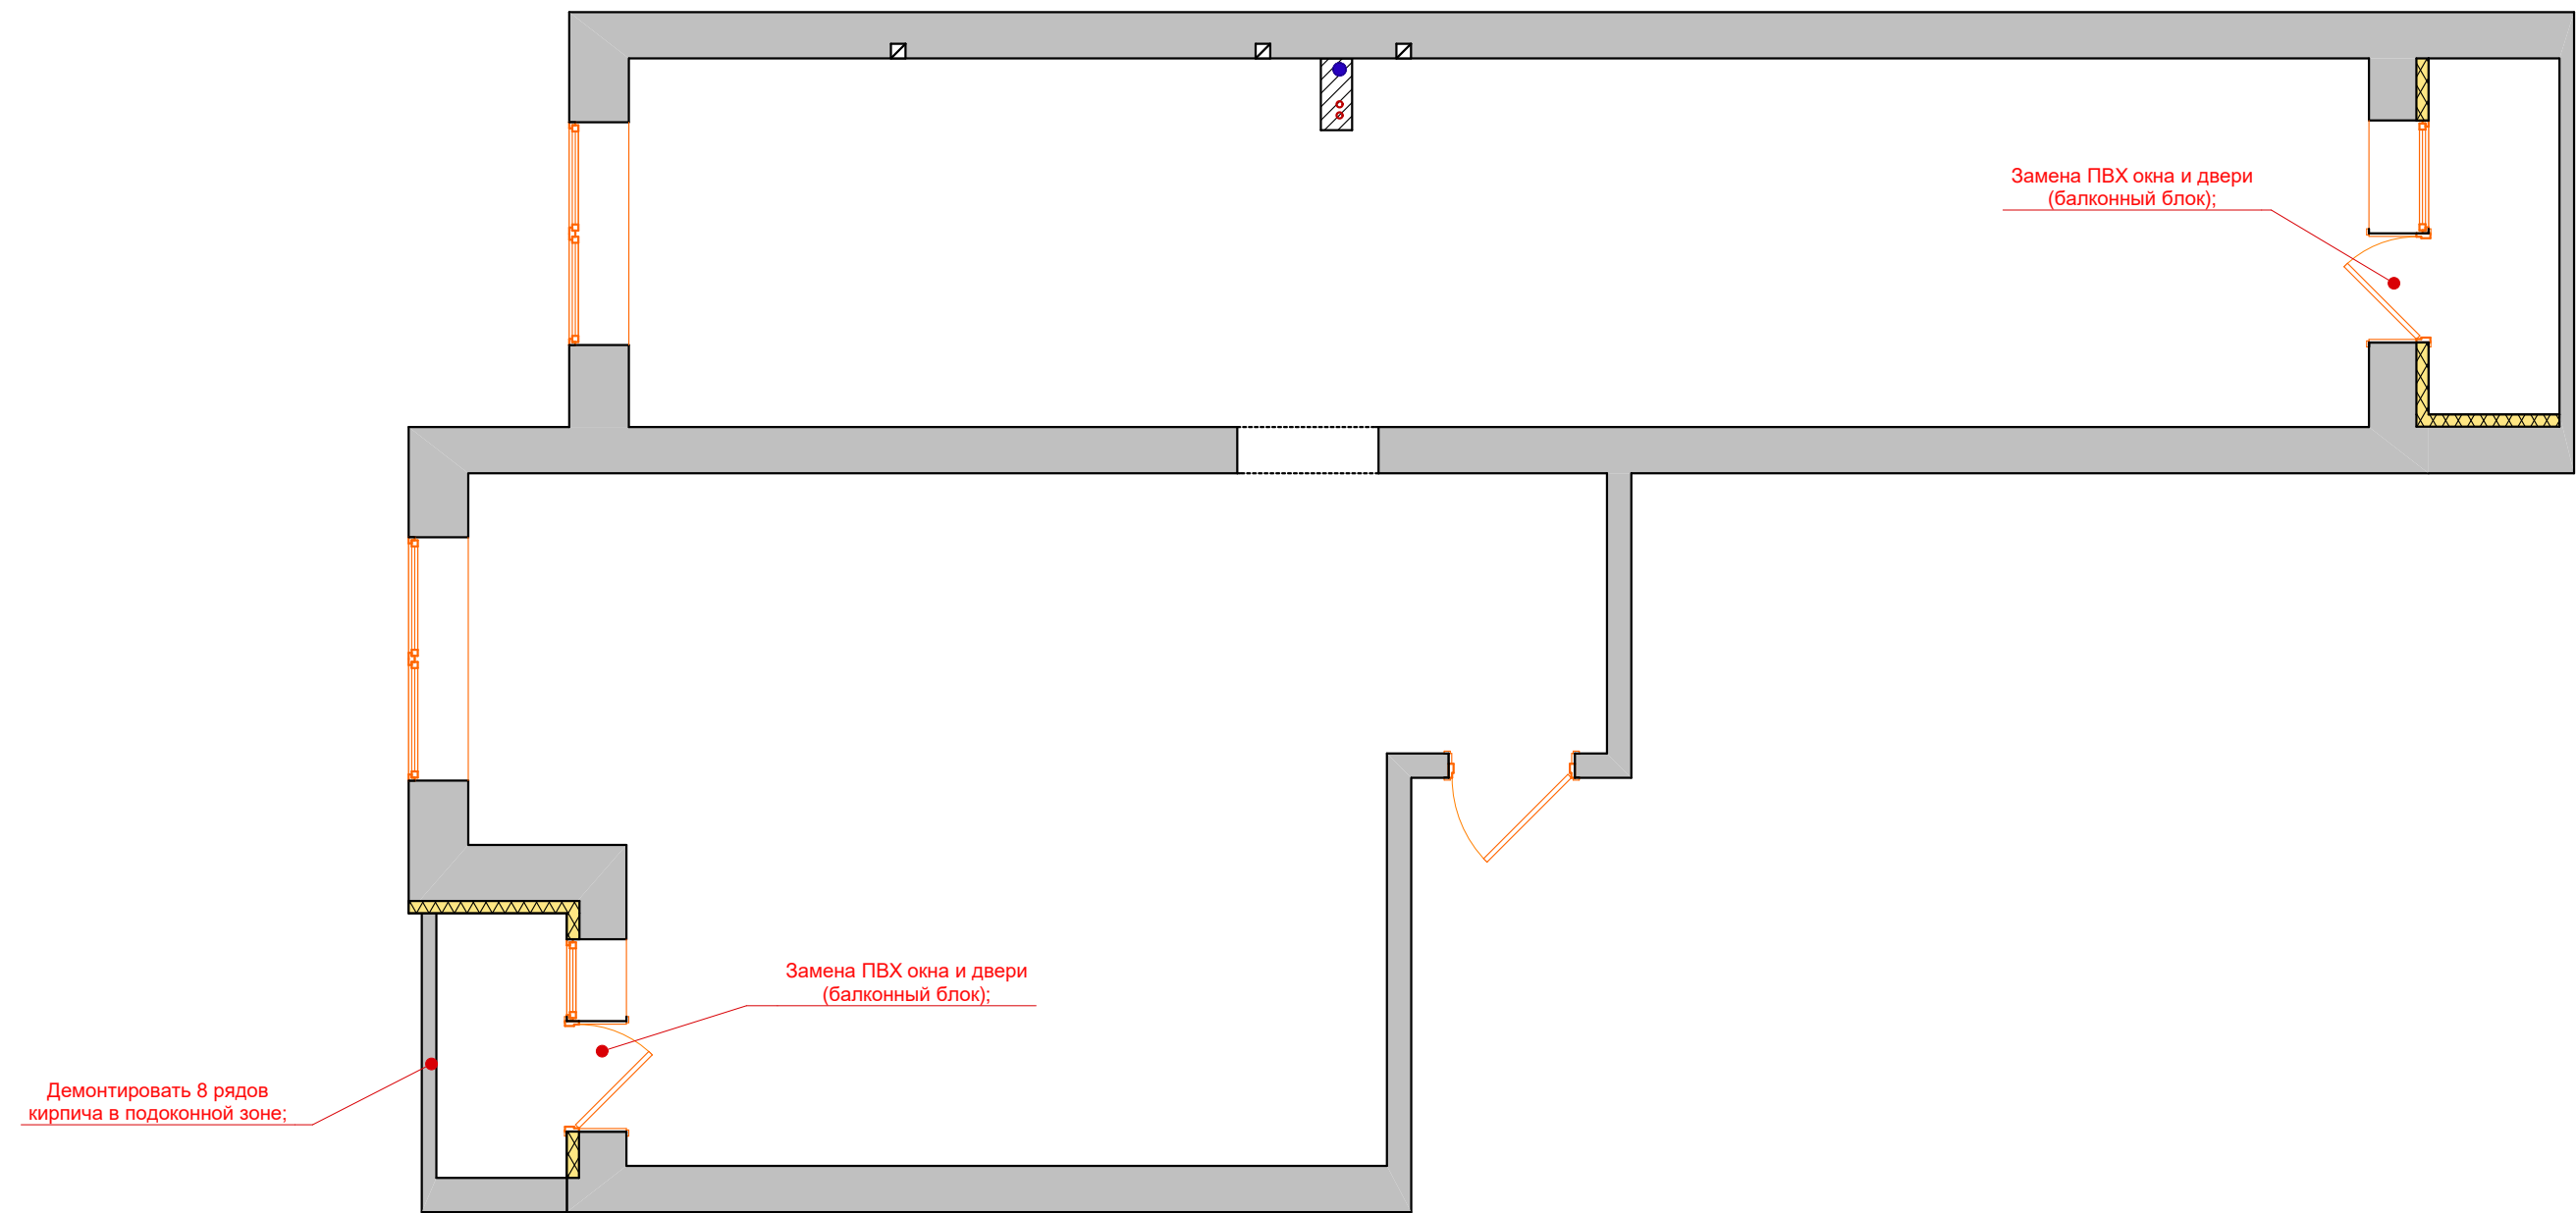 Замена ПВХ окна и двери
(балконный блок);
Замена ПВХ окна и двери
(балконный блок);
Демонтировать 8 рядов
кирпича в подоконной зоне;